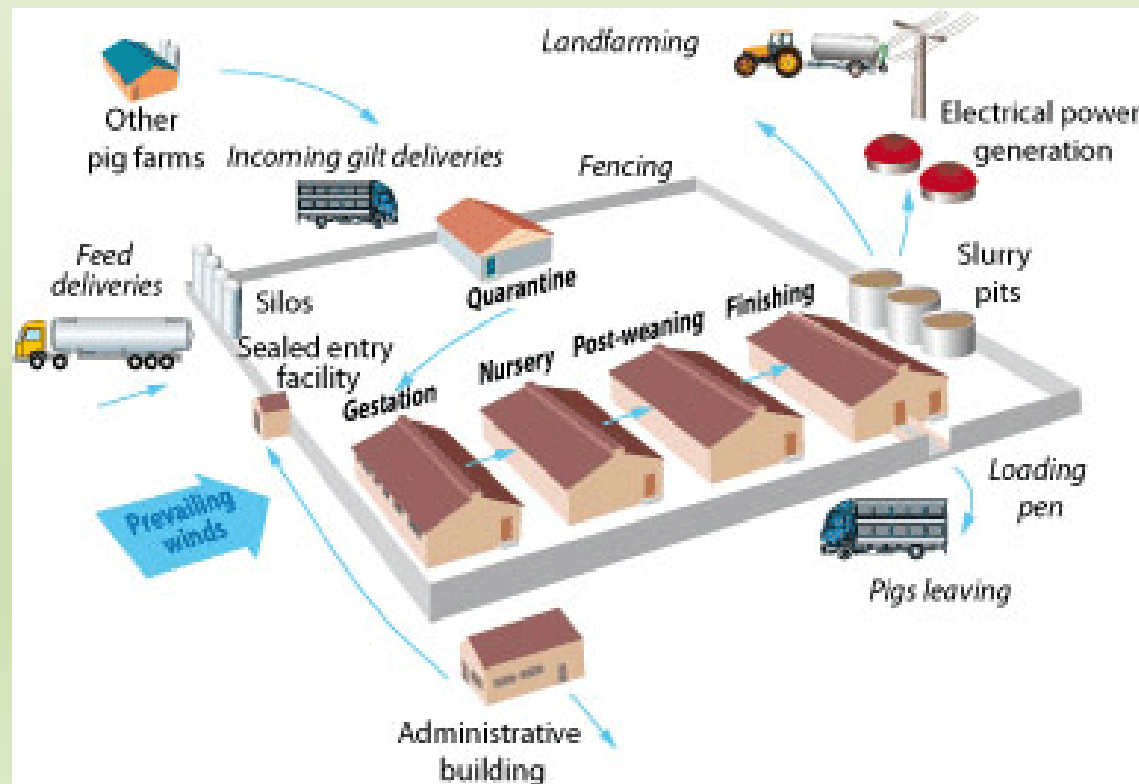 Landfarming
Other
pig farms
Incoming gilt deliveries
Electrical power
generation
Fencing
Feed
deliveries
Silos
Quarantine
Slurry
pits
Sealed entry
facility
Gestation
Nursery
Post-weaning
Finishing
Prevailing
winds
Loading
pen
Pigs leaving
Administrative
building